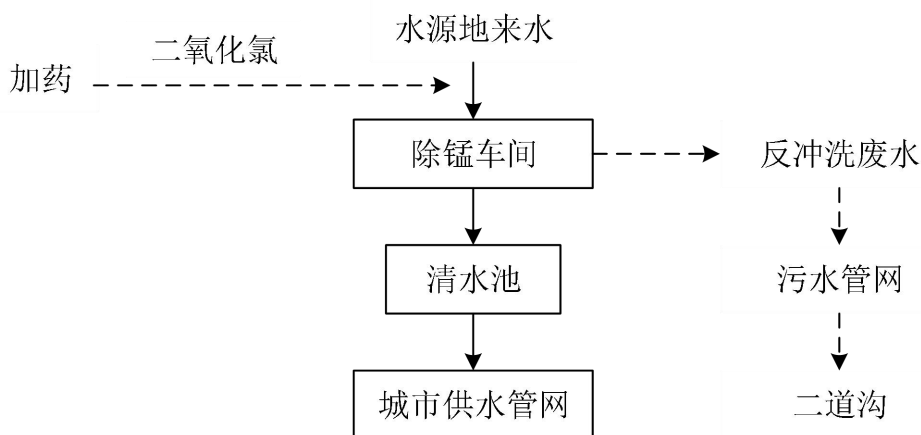 水源地来水
二氧化氯
加药
除锰车间
反冲洗废水
清水池
污水管网
城市供水管网
二道沟